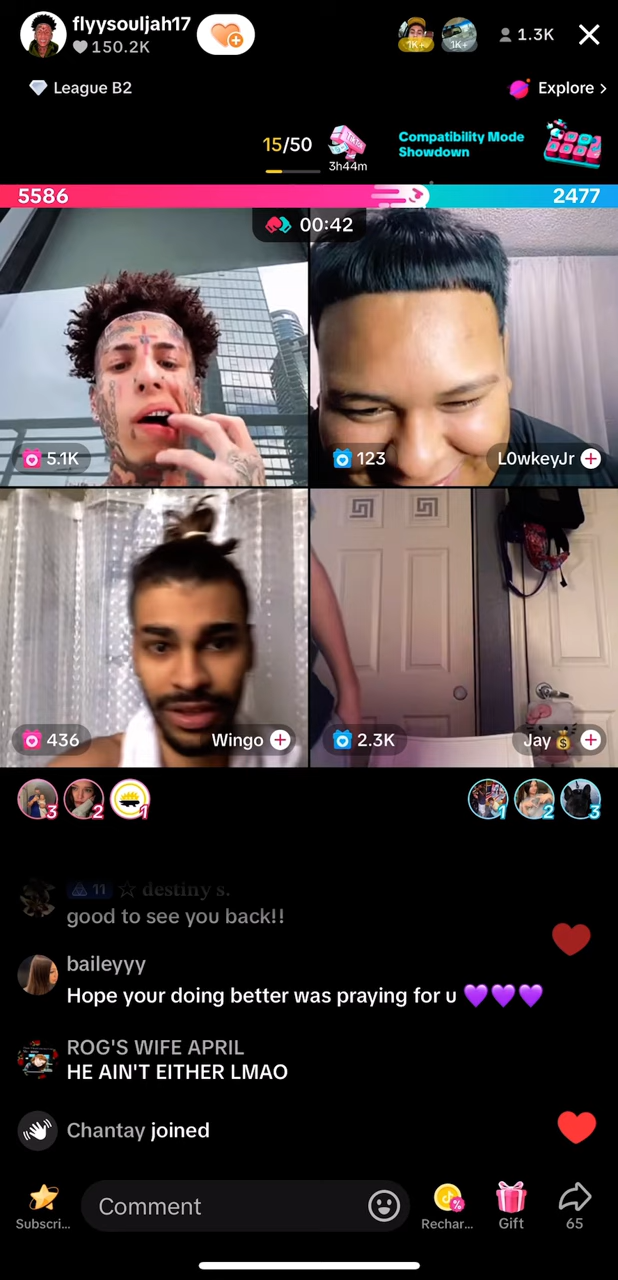 flyysouljah17
150.2K
1K+
1K+
1.3K
League B2
Explore >
15/50
3h44m
Compatibility Mode
Showdown
5586
2477
00:42
5.1K
123
L0wkeyJr
436
Wingo
2.3K
Jay 💰
3
2
1
1
2
3
11 ☆ destiny s.
good to see you back!!
baileyyy
Hope your doing better was praying for u 💜💜💜
ROG'S WIFE APRIL
HE AIN'T EITHER LMAO
Chantay joined
Comment
Subscri...
Rechar...
Gift
65